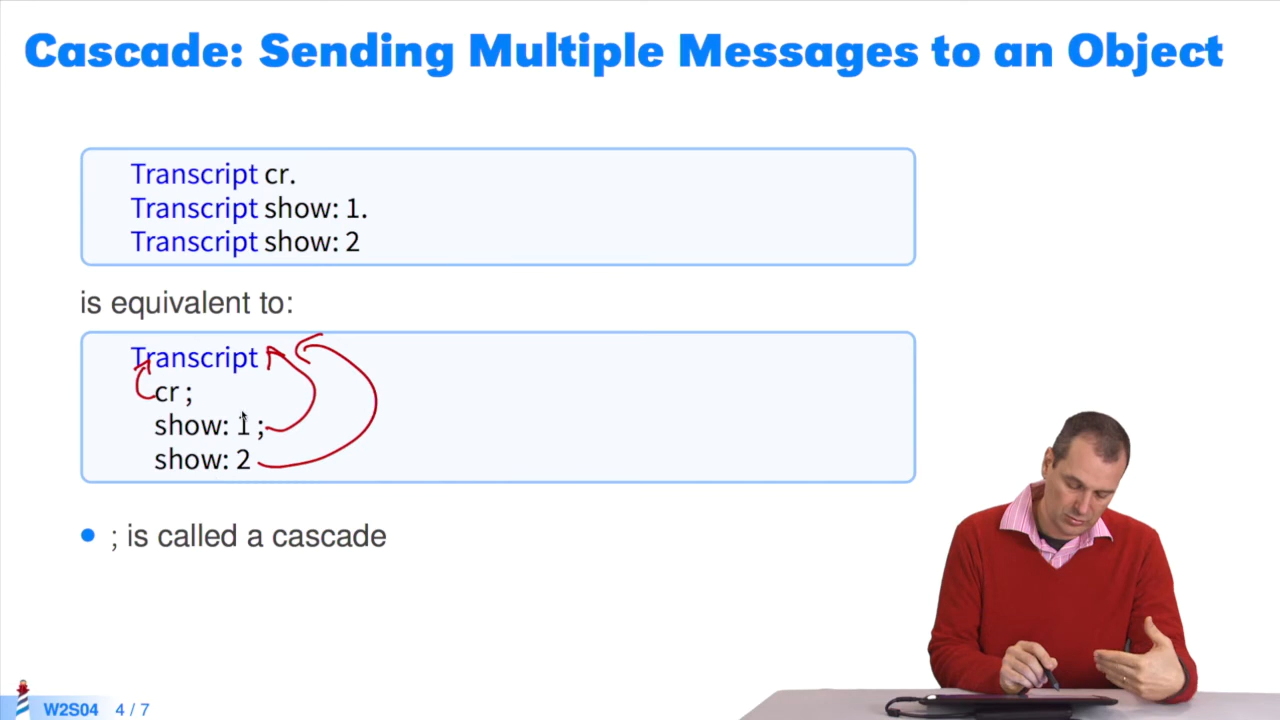 Cascade: Sending Multiple Messages to an Object
Transcript cr.
Transcript show: 1.
Transcript show: 2
is equivalent to:
Transcript
cr ;
show: 1 ;
show: 2
; is called a cascade
W2S04 4 / 7